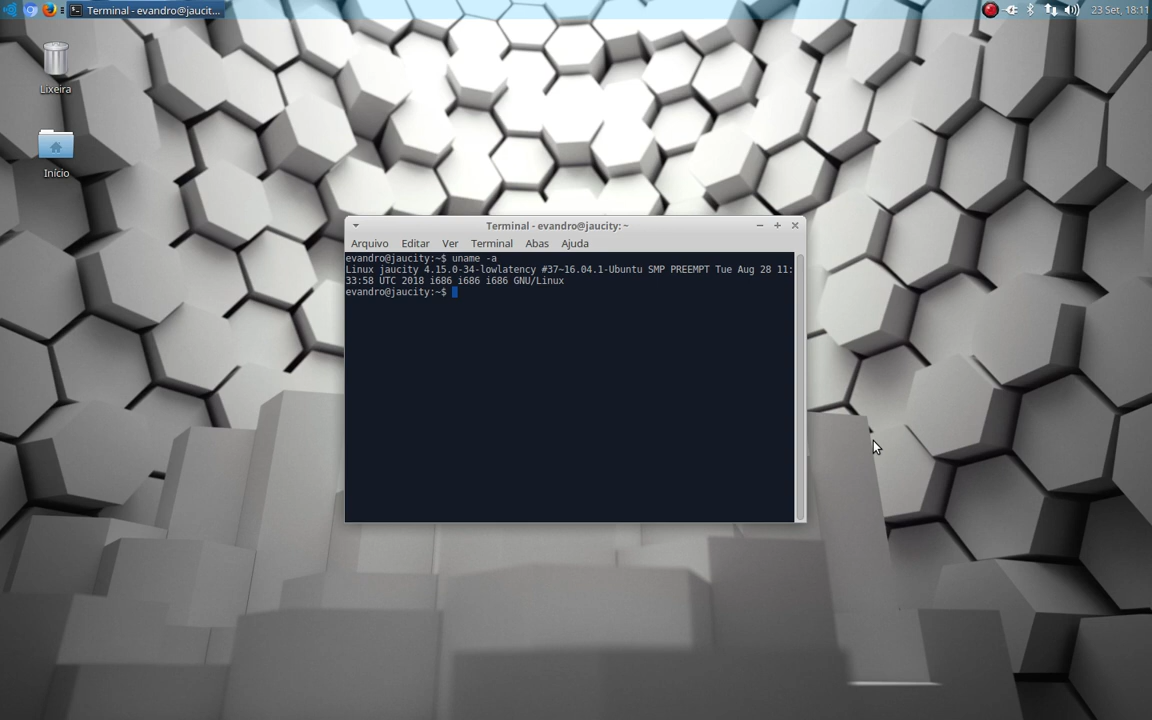 Terminal - evandro@jaucit...
23 Set, 18:11
Lixeira
Início
Terminal - evandro@jaucity: ~
Arquivo Editar Ver Terminal Abas Ajuda
evandro@jaucity:~$ uname -a
Linux jaucity 4.15.0-34-lowlatency #37~16.04.1-Ubuntu SMP PREEMPT Tue Aug 28 11:
33:58 UTC 2018 i686 i686 i686 GNU/Linux
evandro@jaucity:~$